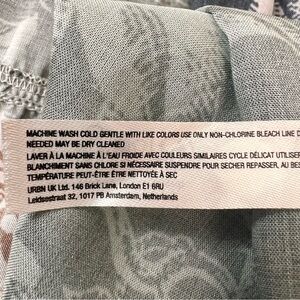 MACHINE WASH COLD GENTLE WITH LIKE COLORS USE ONLY NON-CHLORINE BLEACH LINE D
NEEDED MAY BE DRY CLEANED
LAVER À LA MACHINE À L'EAU FROIDE AVEC COULEURS SIMILAIRES CYCLE DÉLICAT UTILISER
BLANCHIMENT SANS CHLORE SI NÉCESSAIRE SUSPENDRE POUR SECHER REPASSER, AU BES
TEMPÉRATURE PEUT-ÊTRE ÊTRE NETTOYÉE À SEC
URBN UK Ltd. 146 Brick Lane, London E1 6RU
Leidsestraat 32, 1017 PB Amsterdam, Netherlands